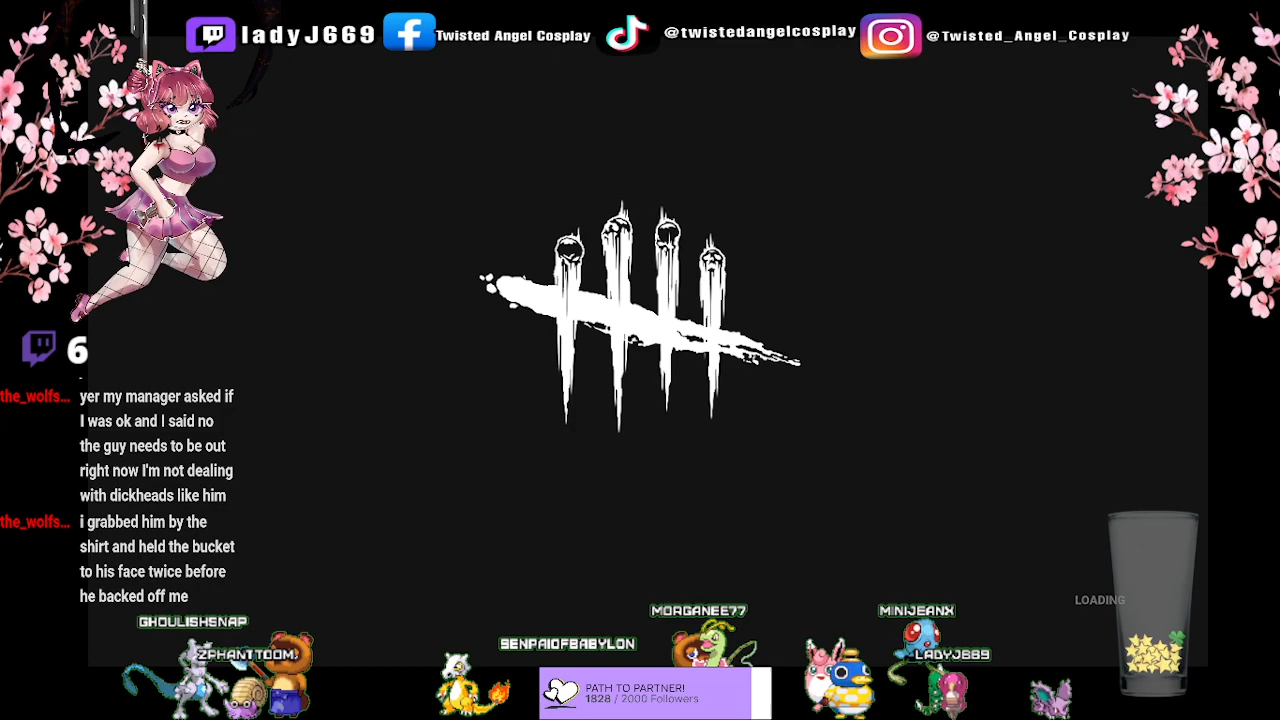 ladyJ669 Twisted Angel Cosplay @twistedangelcosplay @Twisted_Angel_Cosplay
6
the_wolfs... yer my manager asked if
I was ok and I said no
the guy needs to be out
right now I'm not dealing
with dickheads like him
the_wolfs... i grabbed him by the
shirt and held the bucket
to his face twice before
he backed off me
LOADING
GHOULISHSNAP
ZPHANTTOOM
SENPAIOFBABYLON
MORGANEE77
MINIJEANX
LADYJ669
PATH TO PARTNER!
1828 / 2000 Followers